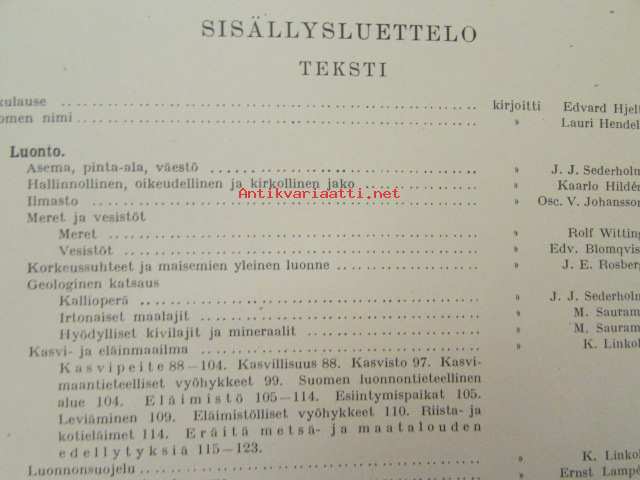 SISÄLLYSLUETTELO
TEKSTI
kulause kirjoitti Edvard Hjelt
omen nimi » Lauri Hendel
Luonto.
Asema, pinta-ala, väestö » J. J. Sederholm
Hallinnollinen, oikeudellinen ja kirkollinen jako » Kaarlo Hildén
Antikvariaatti.net
Ilmasto » Osc. V. Johansson
Meret ja vesistöt
Meret » Rolf Witting
Vesistöt » Edv. Blomqvis
Korkeussuhteet ja maisemien yleinen luonne » J. E. Rosberg
Geologinen katsaus
Kallioperä » J. J. Sederholm
Irtonaiset maalajit » M. Sauram
Hyödylliset kivilajit ja mineraalit » M. Sauram
Kasvi- ja eläinmaailma » K. Linkol
Kasvipeite 88—104. Kasvillisuus 88. Kasvisto 97. Kasvi-
maantieteelliset vyöhykkeet 99. Suomen luonnontieteellinen
alue 104. Eläimistö 105—114. Esiintymispaikat 105.
Leviäminen 109. Eläimistölliset vyöhykkeet 110. Riista- ja
kotieläimet 114. Eräitä metsä- ja maatalouden
edellytyksiä 115—123.
Luonnonsuojelu » K. Linkol
Ernst Lampé